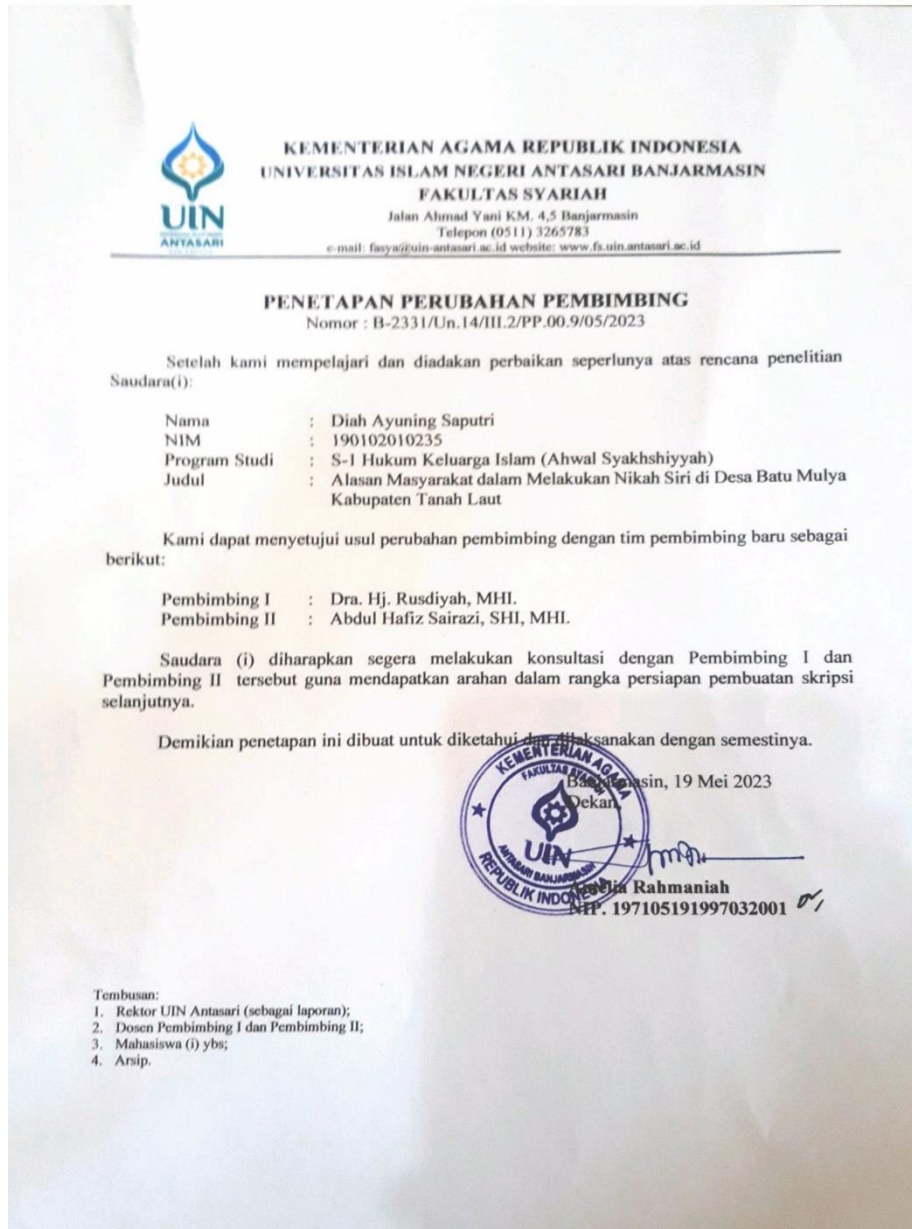 KEMENTERIAN AGAMA REPUBLIK INDONESIA
UNIVERSITAS ISLAM NEGERI ANTASARI BANJARMASIN
FAKULTAS SYARIAH
Jalan Ahmad Yani KM. 4,5 Banjarmasin
Telepon (0511) 3265783
e-mail: fasya@uin-antasari.ac.id website: www.fs.uin.antasari.ac.id
UIN
ANTASARI
PENETAPAN PERUBAHAN PEMBIMBING
Nomor : B-2331/Un.14/III.2/PP.00.9/05/2023
Setelah kami mempelajari dan diadakan perbaikan seperlunya atas rencana penelitian
Saudara(i):
Nama : Diah Ayuning Saputri
NIM : 190102010235
Program Studi : S-1 Hukum Keluarga Islam (Ahwal Syakhshiyyah)
Judul : Alasan Masyarakat dalam Melakukan Nikah Siri di Desa Batu Mulya
Kabupaten Tanah Laut
Kami dapat menyetujui usul perubahan pembimbing dengan tim pembimbing baru sebagai
berikut:
Pembimbing I : Dra. Hj. Rusdiyah, MHI.
Pembimbing II : Abdul Hafiz Sairazi, SHI, MHI.
Saudara (i) diharapkan segera melakukan konsultasi dengan Pembimbing I dan
Pembimbing II tersebut guna mendapatkan arahan dalam rangka persiapan pembuatan skripsi
selanjutnya.
Demikian penetapan ini dibuat untuk diketahui dan dilaksanakan dengan semestinya.
Banjarmasin, 19 Mei 2023
Dekan,
KEMENTERIAN AGAMA
FAKULTAS SYARIAH
UIN
ANTASARI BANJARMASIN
REPUBLIK INDONESIA
Amelia Rahmaniah
NIP. 197105191997032001
Tembusan:
1. Rektor UIN Antasari (sebagai laporan);
2. Dosen Pembimbing I dan Pembimbing II;
3. Mahasiswa (i) ybs;
4. Arsip.